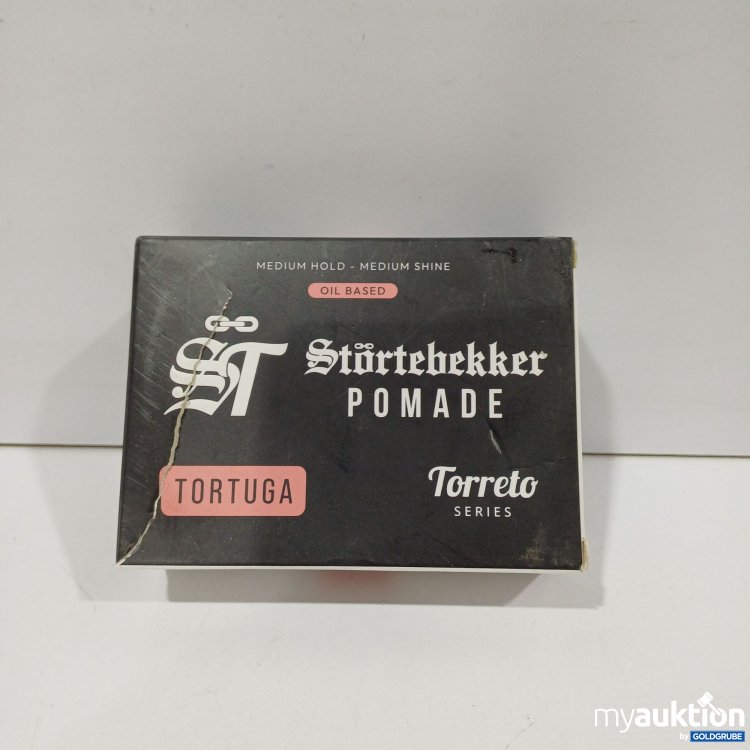 MEDIUM HOLD - MEDIUM SHINE
OIL BASED
ST
Störtebekker
POMADE
TORTUGA
Torreto
SERIES
myauktion
by GOLDGRUBE